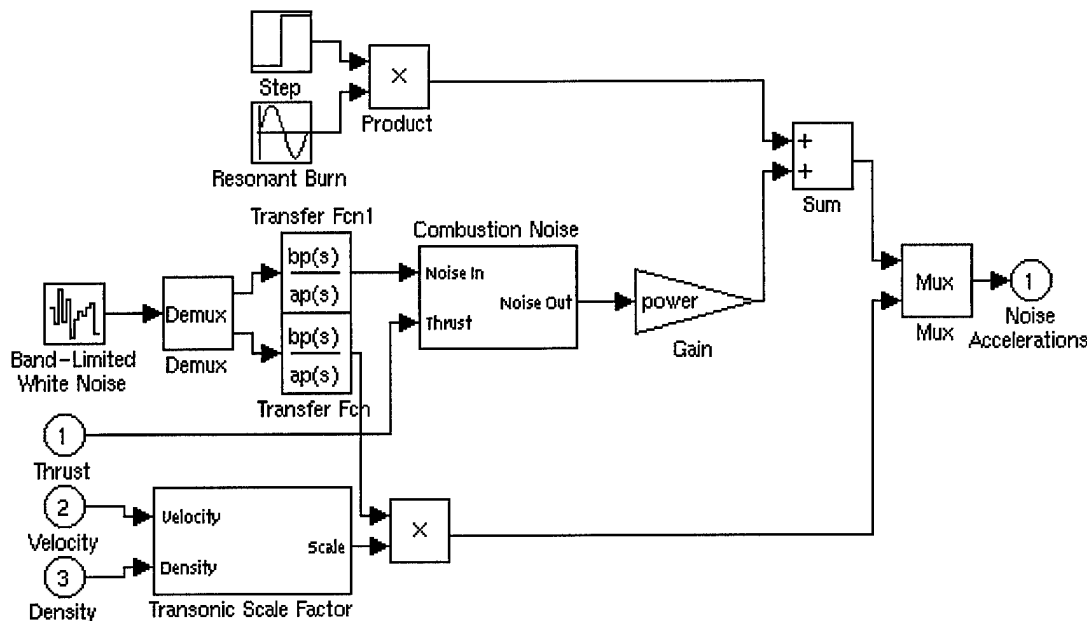 Step
×
Product
Resonant Burn
+
+
Sum
Transfer Fcn1
bp(s)
ap(s)
Combustion Noise
Noise In
Noise Out
Thrust
power
Gain
Mux
Mux
1
Noise
Accelerations
Band-Limited
White Noise
Demux
Demux
bp(s)
ap(s)
Transfer Fcn
1
Thrust
2
Velocity
3
Density
Velocity
Scale
Density
Transonic Scale Factor
×